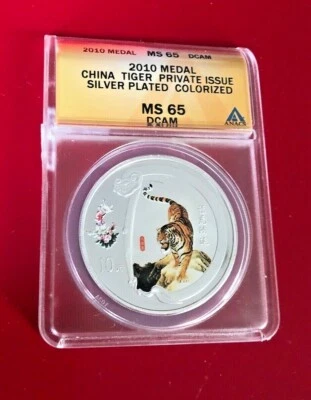 2010 MEDAL MS 65 DCAM
2010 MEDAL
CHINA TIGER PRIVATE ISSUE
SILVER PLATED COLORIZED
MS 65
DCAM
ANACS